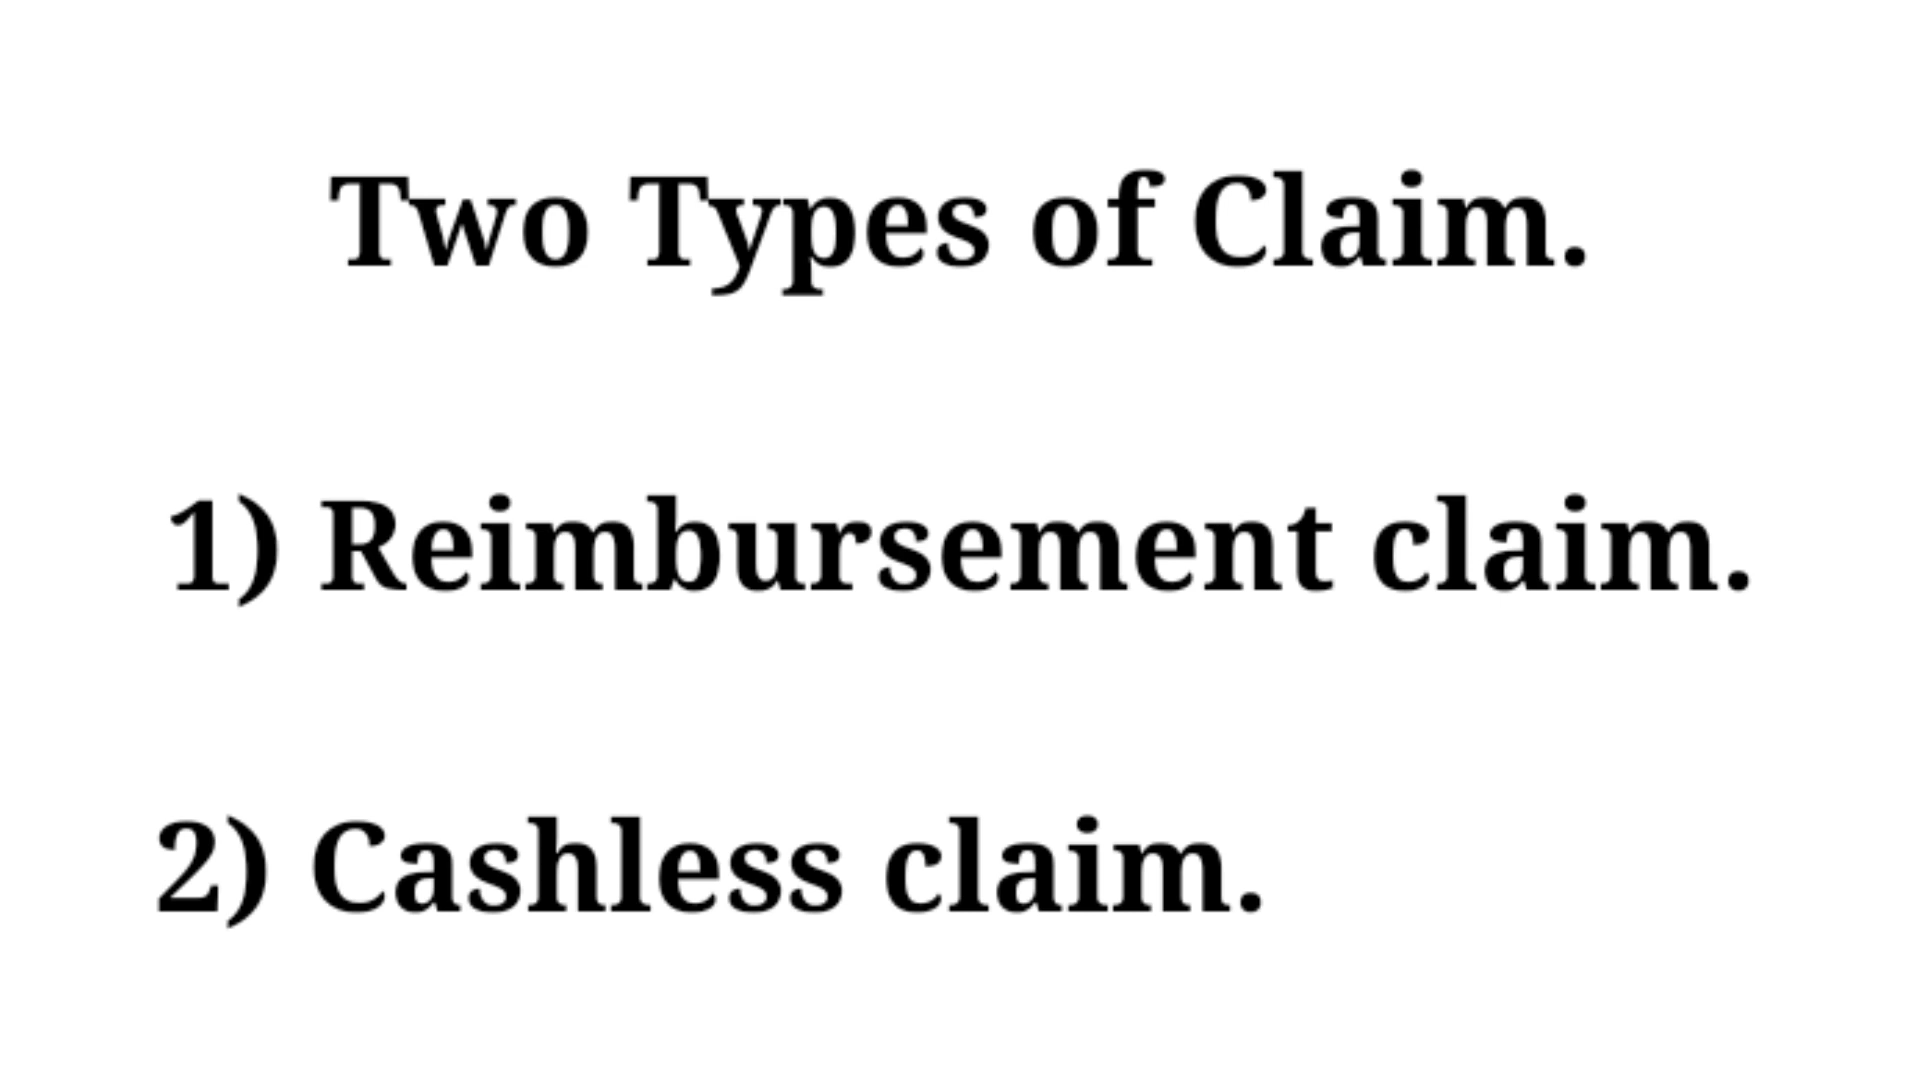 Two Types of Claim.
1) Reimbursement claim.
2) Cashless claim.